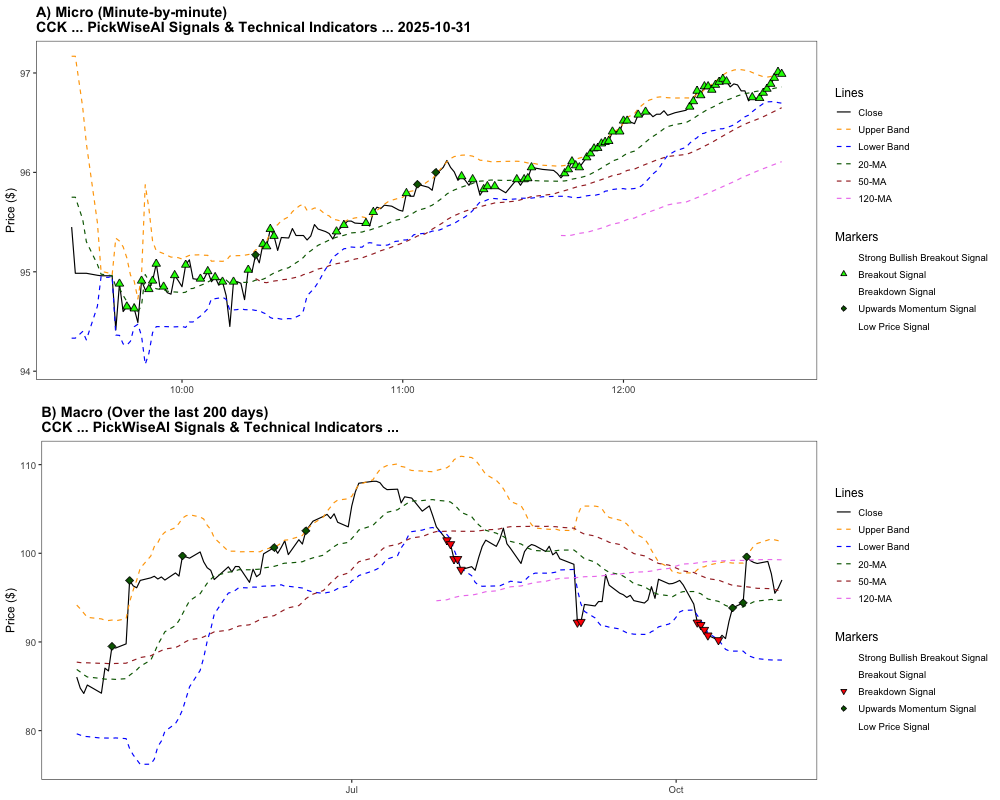 A) Micro (Minute-by-minute)
CCK ... PickWiseAI Signals & Technical Indicators ... 2025-10-31
Price ($)
97
96
95
94
10:00
11:00
12:00
Lines
Close
Upper Band
Lower Band
20-MA
50-MA
120-MA
Markers
Strong Bullish Breakout Signal
Breakout Signal
Breakdown Signal
Upwards Momentum Signal
Low Price Signal
B) Macro (Over the last 200 days)
CCK ... PickWiseAI Signals & Technical Indicators ...
Price ($)
110
100
90
80
Jul
Oct
Lines
Close
Upper Band
Lower Band
20-MA
50-MA
120-MA
Markers
Strong Bullish Breakout Signal
Breakout Signal
Breakdown Signal
Upwards Momentum Signal
Low Price Signal